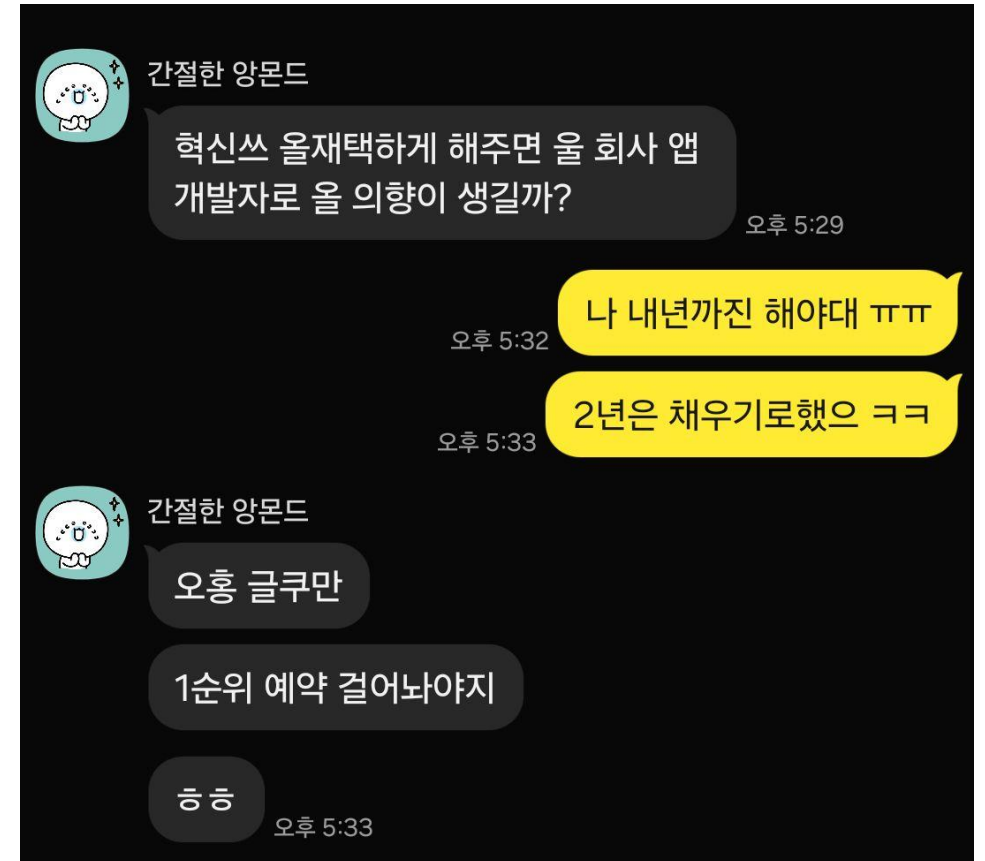 간절한 앙몬드
혁신쓰 올재택하게 해주면 울 회사 앱
개발자로 올 의향이 생길까?
오후 5:29
나 내년까진 해야대 ㅠㅠ
오후 5:32
2년은 채우기로했으 ㅋㅋ
오후 5:33
간절한 앙몬드
오홍 글쿠만
1순위 예약 걸어놔야지
ㅎㅎ
오후 5:33